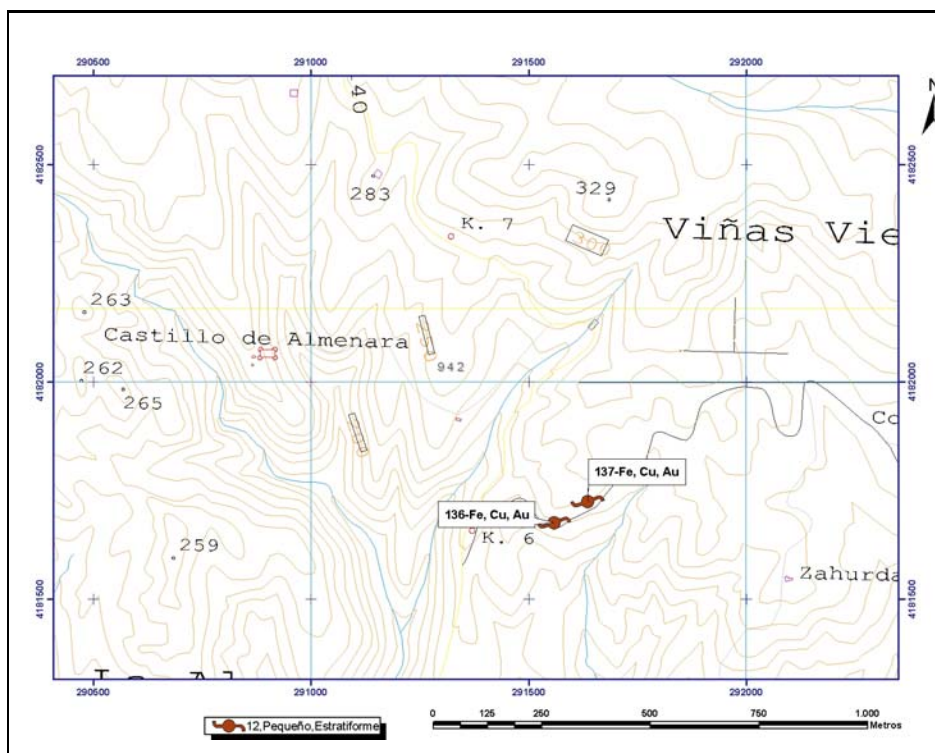 290500 291000 291500 292000
N
40
4182500
4182500
283
329
K. 7
300
Viñas Vie
263
Castillo de Almenara
942
262
4182000
4182000
265
Co
137-Fe, Cu, Au
136-Fe, Cu, Au
K. 6
259
Zahurda
4181500
4181500
290500 291000 291500 292000
12,Pequeño,Estratiforme
0 125 250 500 750 1.000
Metros